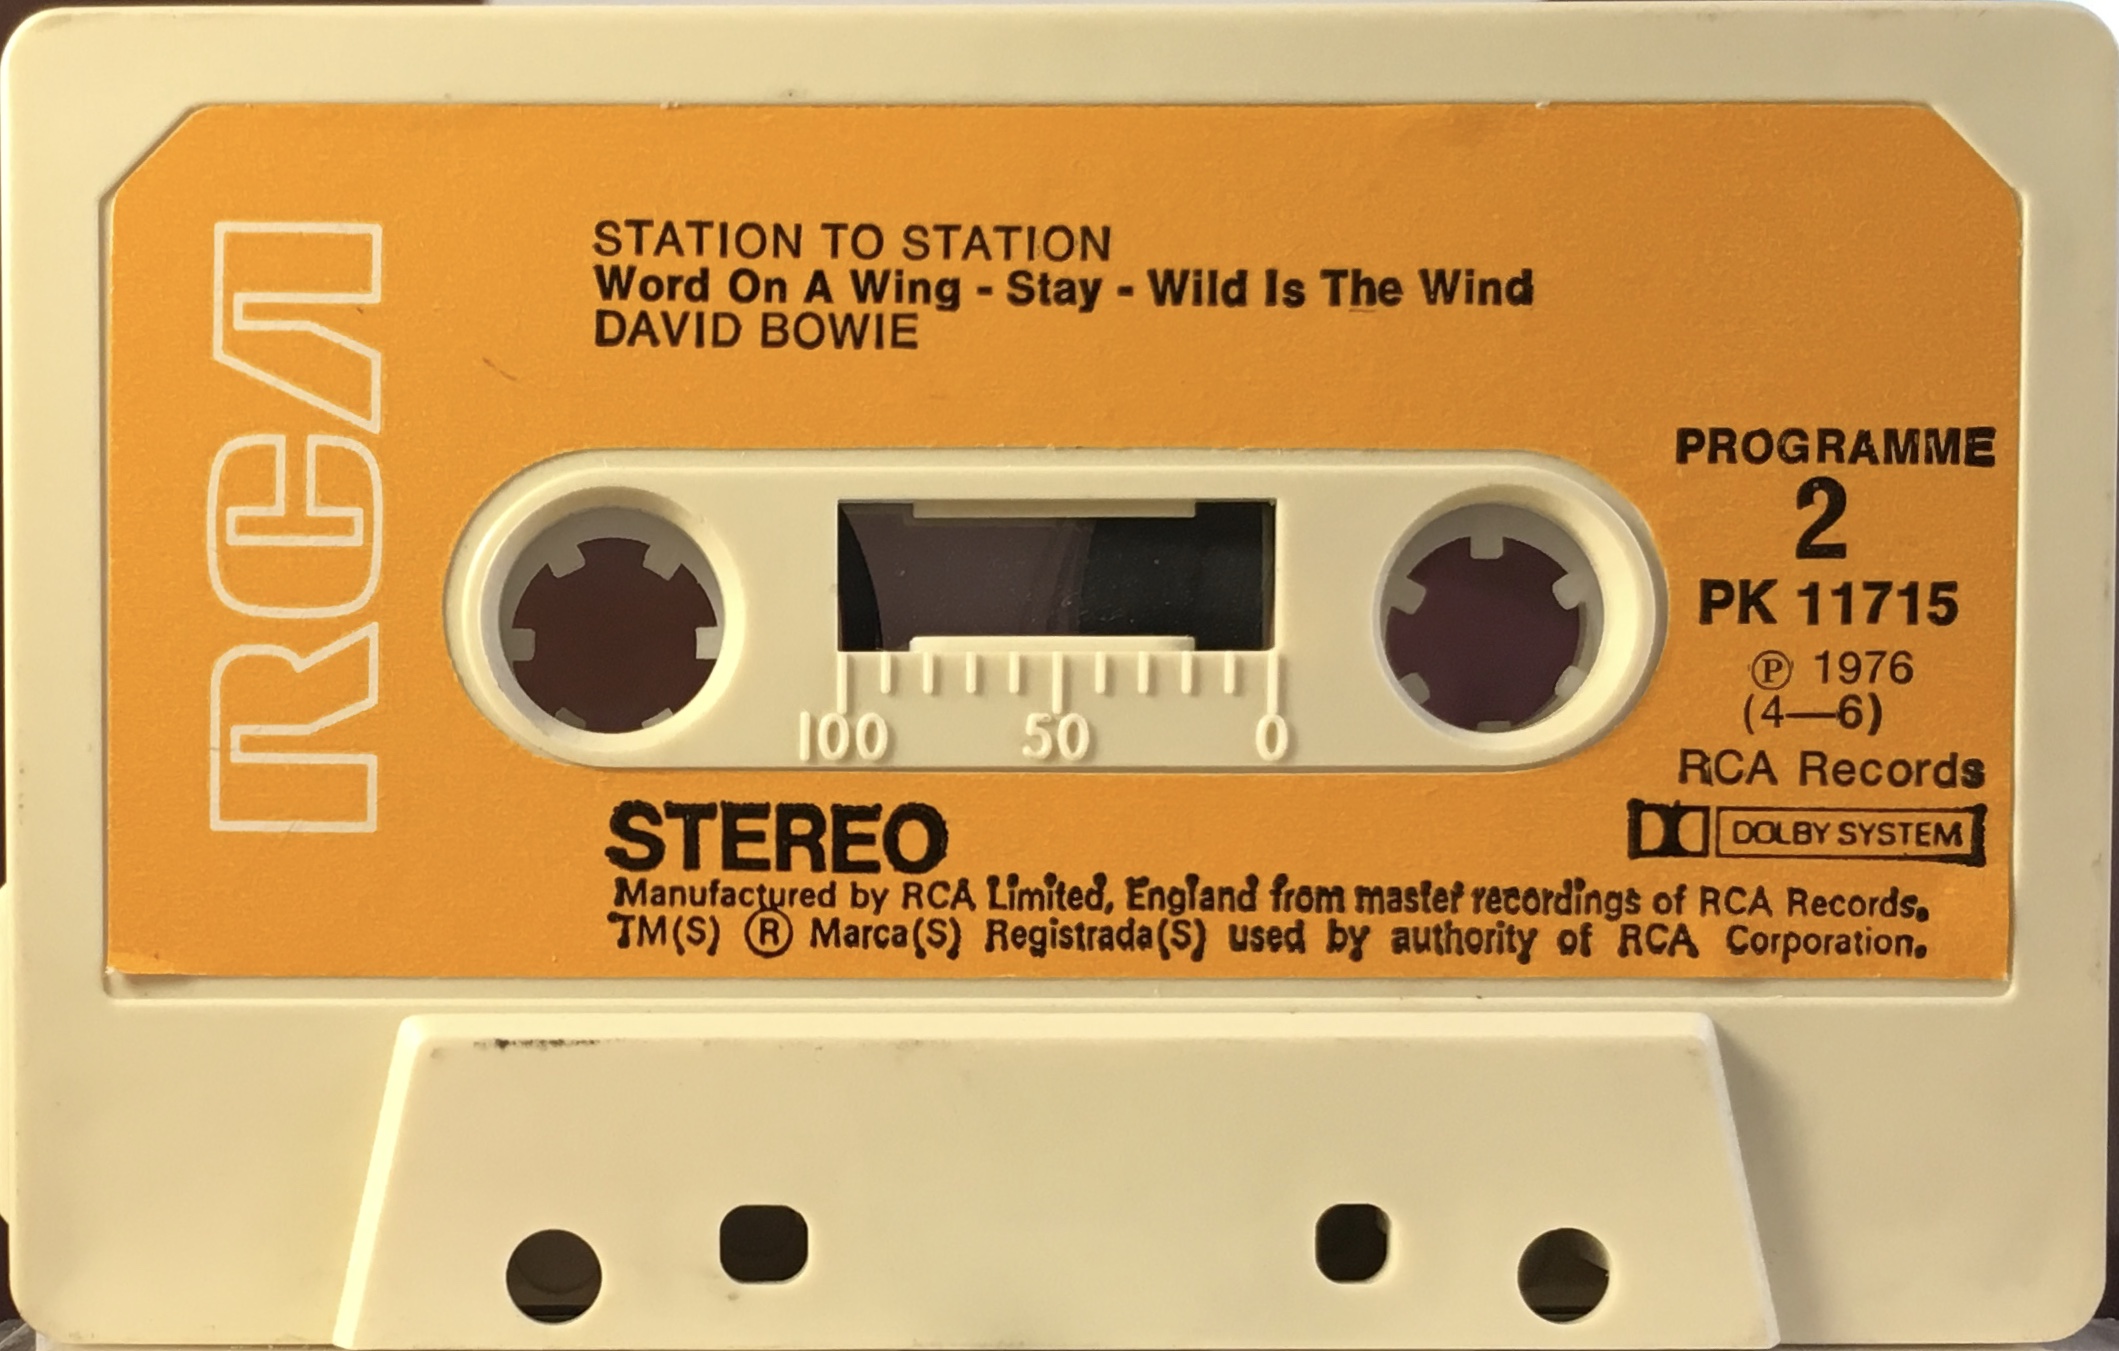 RCA
STATION TO STATION
Word On A Wing - Stay - Wild Is The Wind
DAVID BOWIE
PROGRAMME
2
PK 11715
℗ 1976
(4—6)
RCA Records
DOLBY SYSTEM
100 50 0
STEREO
Manufactured by RCA Limited, England from master recordings of RCA Records.
TM(S) ® Marca(S) Registrada(S) used by authority of RCA Corporation.